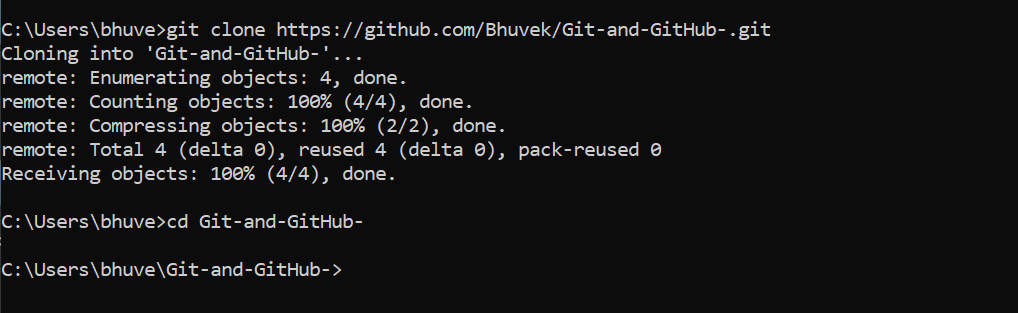 C:\Users\bhuve>git clone https://github.com/Bhuvek/Git-and-GitHub-.git
Cloning into 'Git-and-GitHub-'...
remote: Enumerating objects: 4, done.
remote: Counting objects: 100% (4/4), done.
remote: Compressing objects: 100% (2/2), done.
remote: Total 4 (delta 0), reused 4 (delta 0), pack-reused 0
Receiving objects: 100% (4/4), done.
C:\Users\bhuve>cd Git-and-GitHub-
C:\Users\bhuve\Git-and-GitHub->